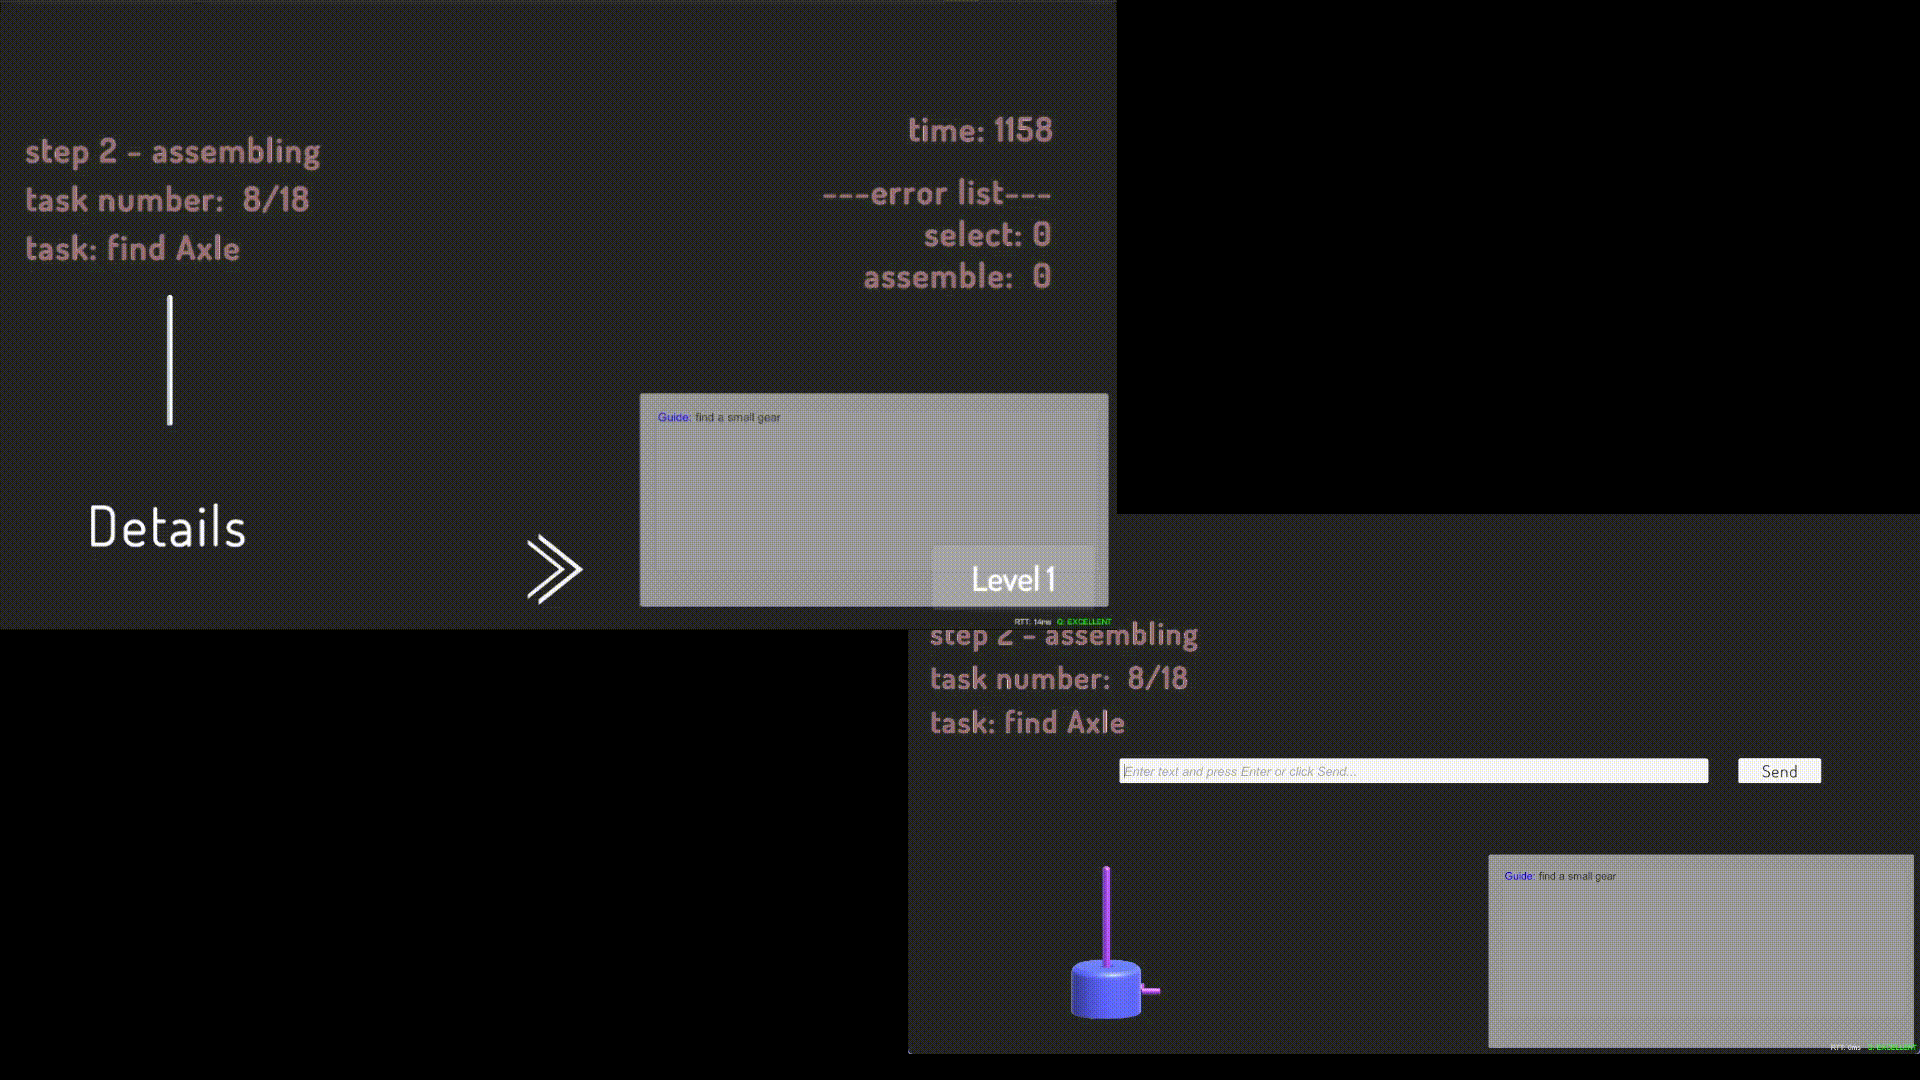 step 2 - assembling
task number: 8/18
task: find Axle
time: 1158
---error list---
select: 0
assemble: 0
Details
Guide: find a small gear
Level 1
RTT: 14ms Q: EXCELLENT
step 2 - assembling
task number: 8/18
task: find Axle
Enter text and press Enter or click Send...
Send
Guide: find a small gear
RTT: 0ms Q: EXCELLENT